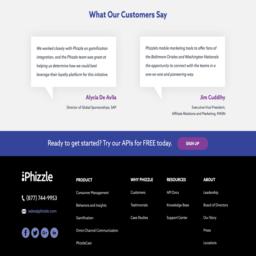 What Our Customers Say
We worked closely with Phizzle on gamification
integration, and the Phizzle team was great at
helping us determine how we could best
leverage their loyalty platform for this initiative.
Alycia De Avila
Director of Global Sponsorships, SAP
Phizzle's mobile marketing tools to offer fans of
the Baltimore Orioles and Washington Nationals
the opportunity to connect with the teams in a
one on one and pioneering way.
Jim Cuddihy
Executive Vice President,
Affiliate Relations and Marketing, MASN
Ready to get started? Try our APIs for FREE today.
SIGN UP
Phizzle
(877) 744-9953
sales@phizzle.com
PRODUCT
Consumer Management
Behaviors and Insights
Gamification
Omni-Channel Communication
PhizzleCast
WHY PHIZZLE
Customers
Testimonials
Case Studies
RESOURCES
API Docs
Knowledge Base
Support Center
ABOUT
Leadership
Board of Directors
Our Story
Press
Locations